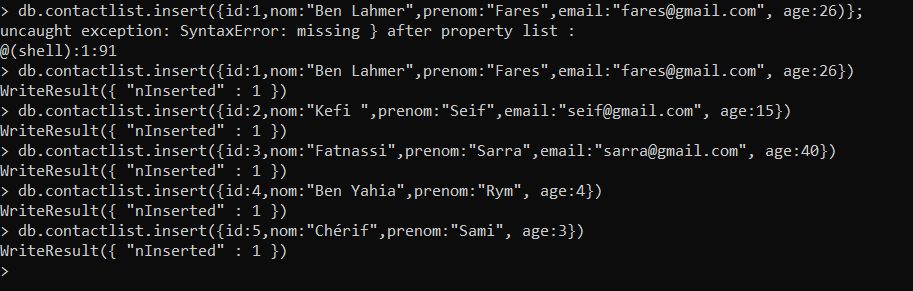 > db.contactlist.insert({id:1,nom:"Ben Lahmer",prenom:"Fares",email:"fares@gmail.com", age:26)};
uncaught exception: SyntaxError: missing } after property list :
@(shell):1:91
> db.contactlist.insert({id:1,nom:"Ben Lahmer",prenom:"Fares",email:"fares@gmail.com", age:26})
WriteResult({ "nInserted" : 1 })
> db.contactlist.insert({id:2,nom:"Kefi ",prenom:"Seif",email:"seif@gmail.com", age:15})
WriteResult({ "nInserted" : 1 })
> db.contactlist.insert({id:3,nom:"Fatnassi",prenom:"Sarra",email:"sarra@gmail.com", age:40})
WriteResult({ "nInserted" : 1 })
> db.contactlist.insert({id:4,nom:"Ben Yahia",prenom:"Rym", age:4})
WriteResult({ "nInserted" : 1 })
> db.contactlist.insert({id:5,nom:"Chérif",prenom:"Sami", age:3})
WriteResult({ "nInserted" : 1 })
>